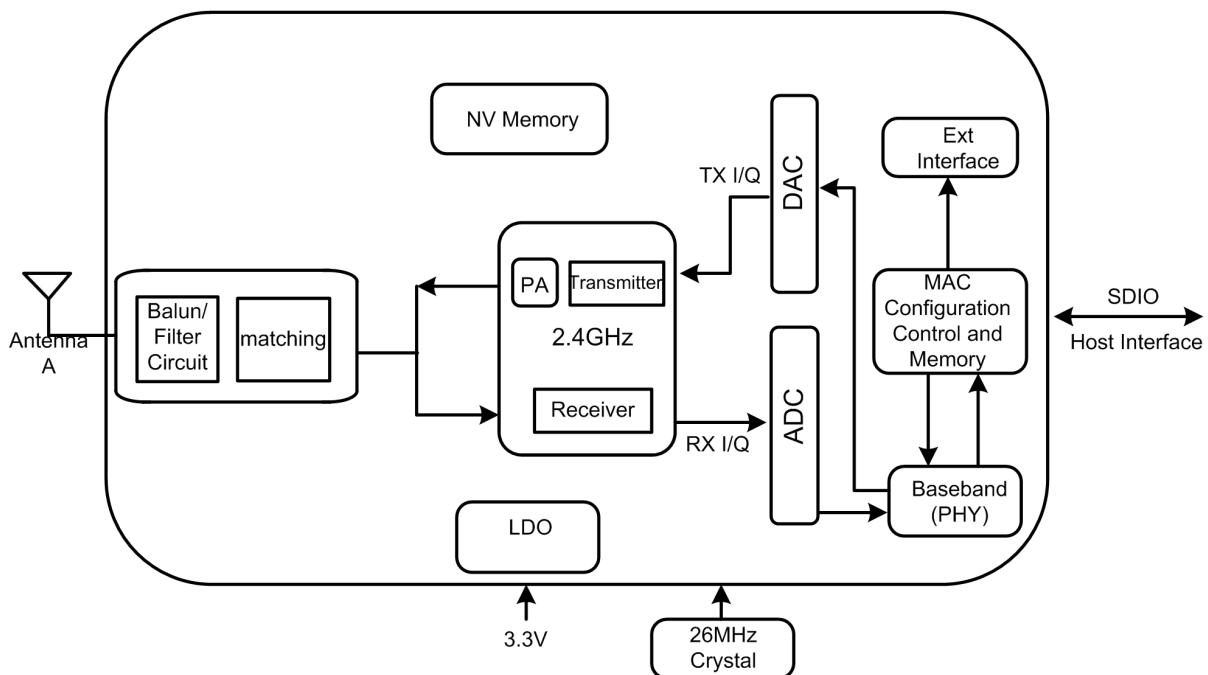 NV Memory
DAC
Ext
Interface
TX I/Q
PA
Transmitter
2.4GHz
Receiver
Balun/
Filter
Circuit
matching
Antenna
A
MAC
Configuration
Control and
Memory
SDIO
Host Interface
ADC
RX I/Q
Baseband
(PHY)
LDO
3.3V
26MHz
Crystal